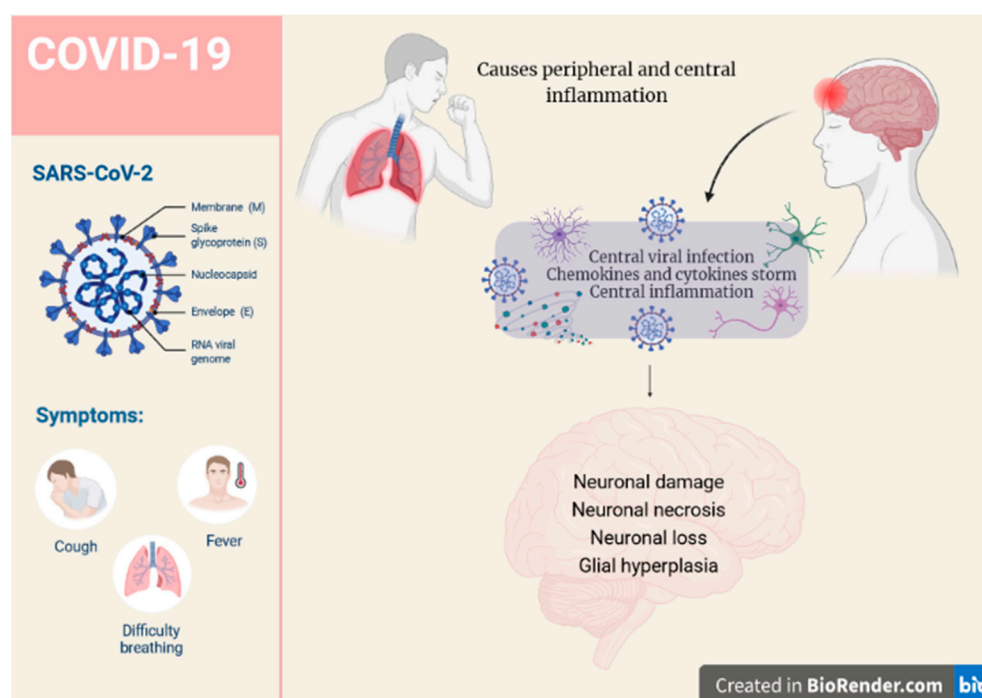 COVID-19
SARS-CoV-2
Membrane (M)
Spike
glycoprotein (S)
Nucleocapsid
Envelope (E)
RNA viral
genome
Symptoms:
Cough
Fever
Difficulty
breathing
Causes peripheral and central
inflammation
Central viral infection
Chemokines and cytokines storm
Central inflammation
Neuronal damage
Neuronal necrosis
Neuronal loss
Glial hyperplasia
Created in BioRender.com